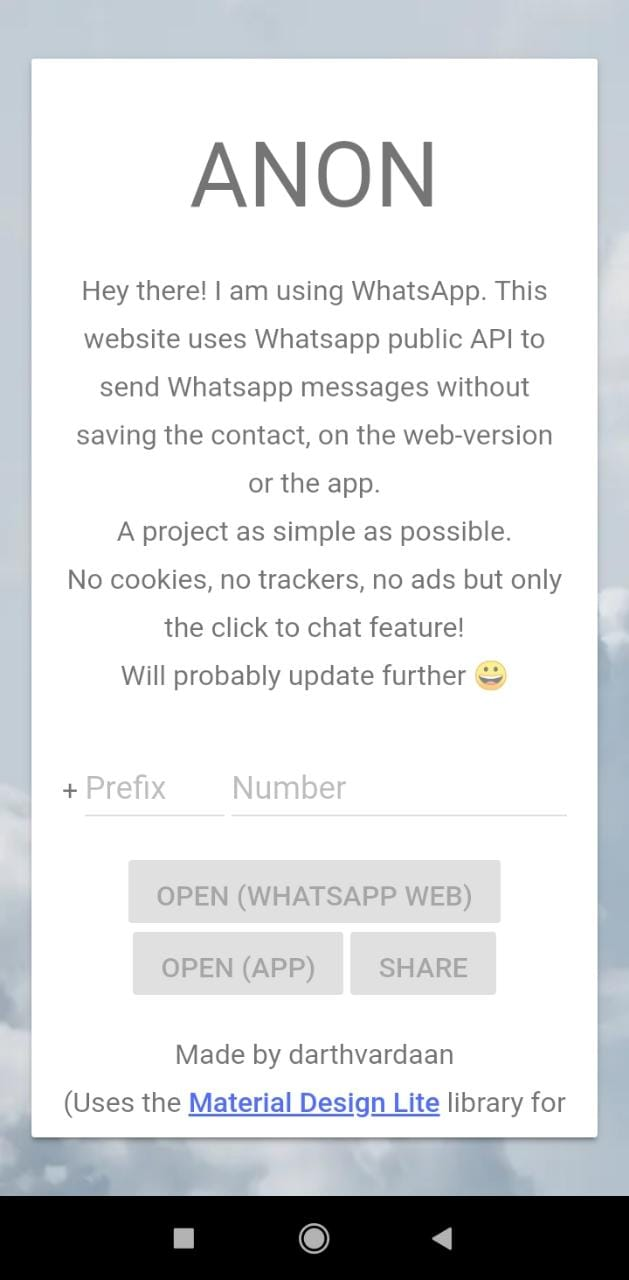 ANON
Hey there! I am using WhatsApp. This
website uses Whatsapp public API to
send Whatsapp messages without
saving the contact, on the web-version
or the app.
A project as simple as possible.
No cookies, no trackers, no ads but only
the click to chat feature!
Will probably update further 😀
+ Prefix Number
OPEN (WHATSAPP WEB)
OPEN (APP) SHARE
Made by darthvardaan
(Uses the Material Design Lite library for